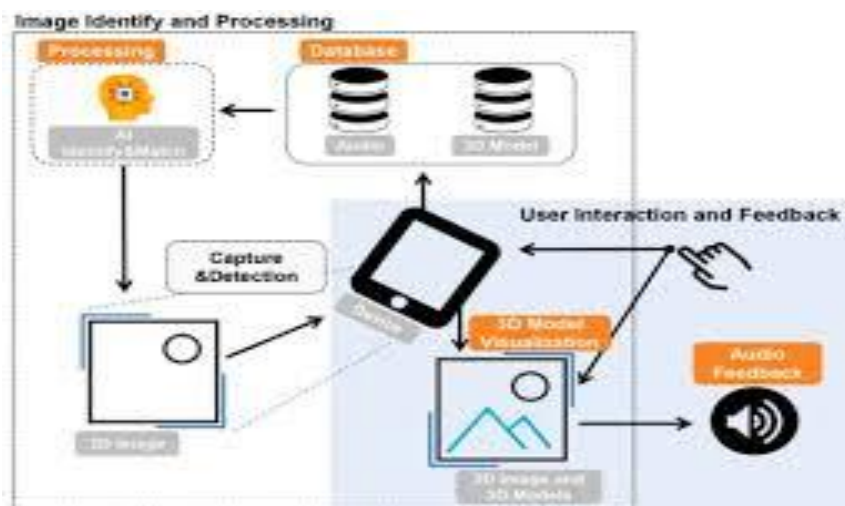 Image Identify and Processing
Processing
Database
AI
Identify&Match
Audio
3D Model
User Interaction and Feedback
Capture
&Detection
Device
3D Model
Visualization
Audio
Feedback
2D Image
2D Image and
3D Models